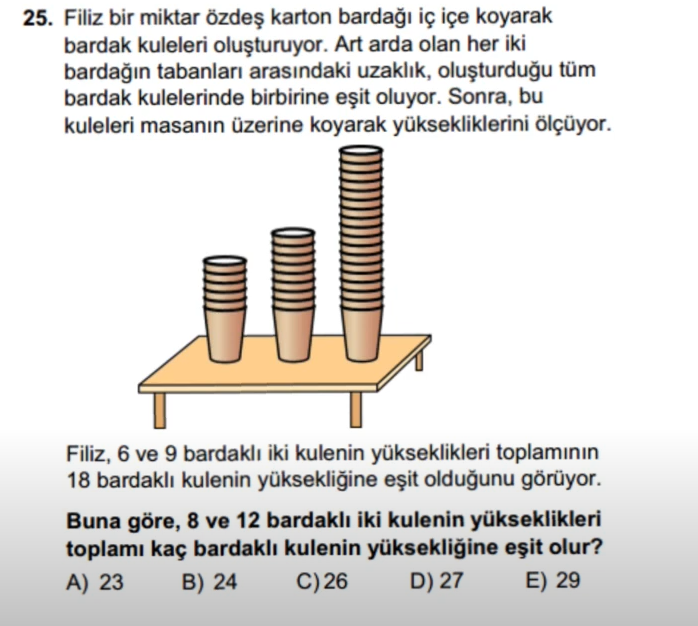 25. Filiz bir miktar özdeş karton bardağı iç içe koyarak
bardak kuleleri oluşturuyor. Art arda olan her iki
bardağın tabanları arasındaki uzaklık, oluşturduğu tüm
bardak kulelerinde birbirine eşit oluyor. Sonra, bu
kuleleri masanın üzerine koyarak yüksekliklerini ölçüyor.
Filiz, 6 ve 9 bardaklı iki kulenin yükseklikleri toplamının
18 bardaklı kulenin yüksekliğine eşit olduğunu görüyor.
Buna göre, 8 ve 12 bardaklı iki kulenin yükseklikleri
toplamı kaç bardaklı kulenin yüksekliğine eşit olur?
A) 23 B) 24 C) 26 D) 27 E) 29